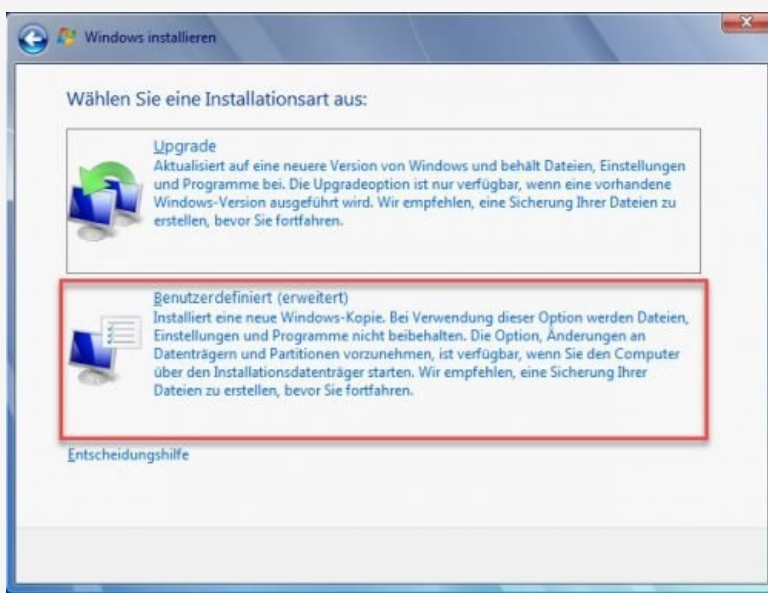 Windows installieren
Wählen Sie eine Installationsart aus:
Upgrade
Aktualisiert auf eine neuere Version von Windows und behält Dateien, Einstellungen
und Programme bei. Die Upgradeoption ist nur verfügbar, wenn eine vorhandene
Windows-Version ausgeführt wird. Wir empfehlen, eine Sicherung Ihrer Dateien zu
erstellen, bevor Sie fortfahren.
Benutzerdefiniert (erweitert)
Installiert eine neue Windows-Kopie. Bei Verwendung dieser Option werden Dateien,
Einstellungen und Programme nicht beibehalten. Die Option, Änderungen an
Datenträgern und Partitionen vorzunehmen, ist verfügbar, wenn Sie den Computer
über den Installationsdatenträger starten. Wir empfehlen, eine Sicherung Ihrer
Dateien zu erstellen, bevor Sie fortfahren.
Entscheidungshilfe